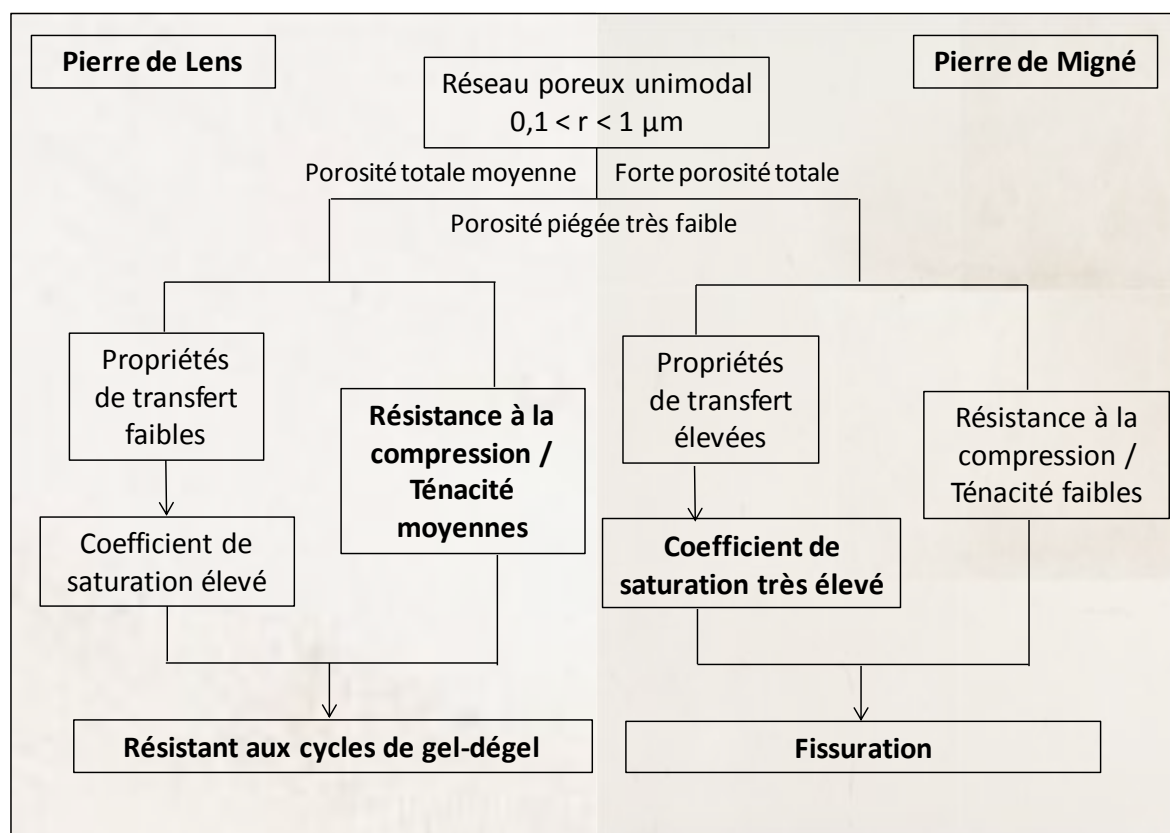 Pierre de Lens
Pierre de Migné
Réseau poreux unimodal
0,1 < r < 1 µm
Porosité totale moyenne
Forte porosité totale
Porosité piégée très faible
Propriétés
de transfert
faibles
Résistance à la
compression /
Ténacité
moyennes
Coefficient de
saturation élevé
Propriétés
de transfert
élevées
Résistance à la
compression /
Ténacité faibles
Coefficient de
saturation très élevé
Résistant aux cycles de gel-dégel
Fissuration